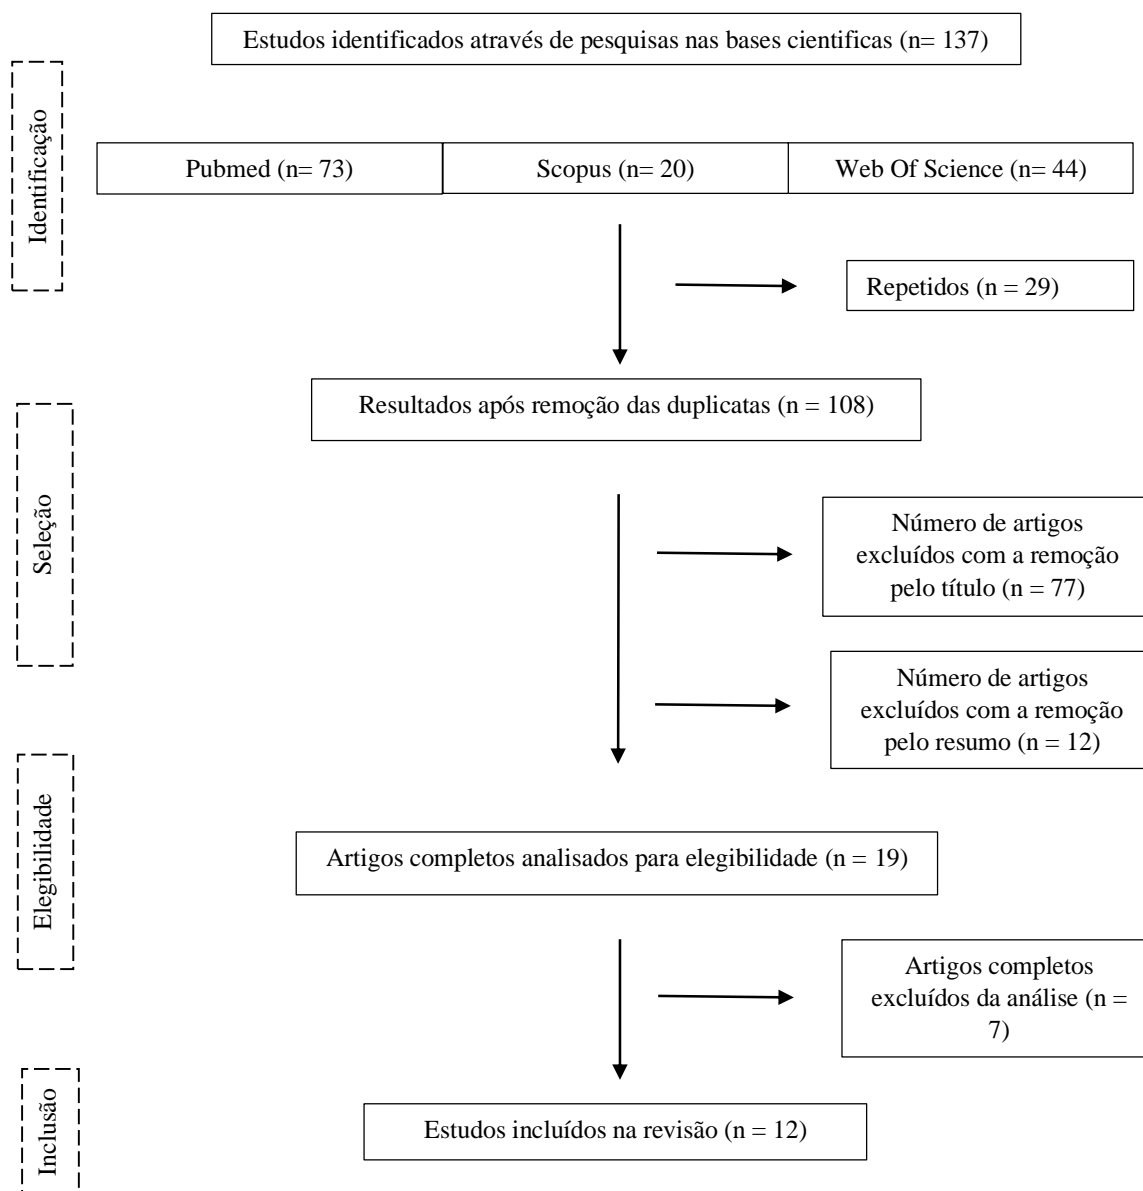 Estudos identificados através de pesquisas nas bases cientificas (n= 137)
Identificação
Pubmed (n= 73)
Scopus (n= 20)
Web Of Science (n= 44)
Repetidos (n = 29)
Resultados após remoção das duplicatas (n = 108)
Seleção
Número de artigos
excluídos com a remoção
pelo título (n = 77)
Número de artigos
excluídos com a remoção
pelo resumo (n = 12)
Elegibilidade
Artigos completos analisados para elegibilidade (n = 19)
Artigos completos
excluídos da análise (n =
7)
Inclusão
Estudos incluídos na revisão (n = 12)